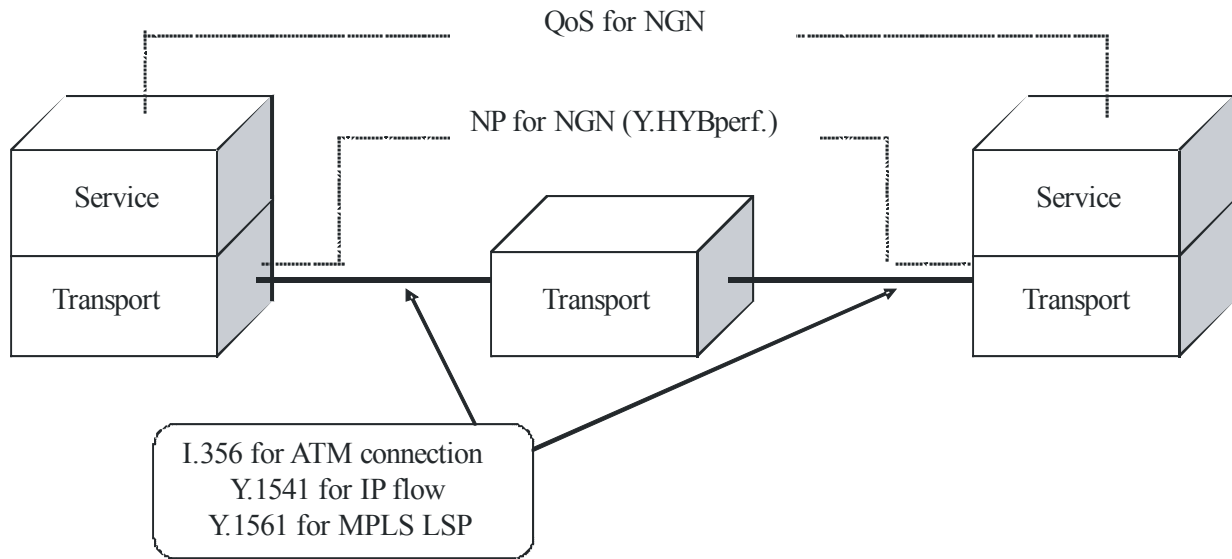 QoS for NGN
NP for NGN (Y.HYBperf.)
Service
Service
Transport
Transport
Transport
I.356 for ATM connection
Y.1541 for IP flow
Y.1561 for MPLS LSP